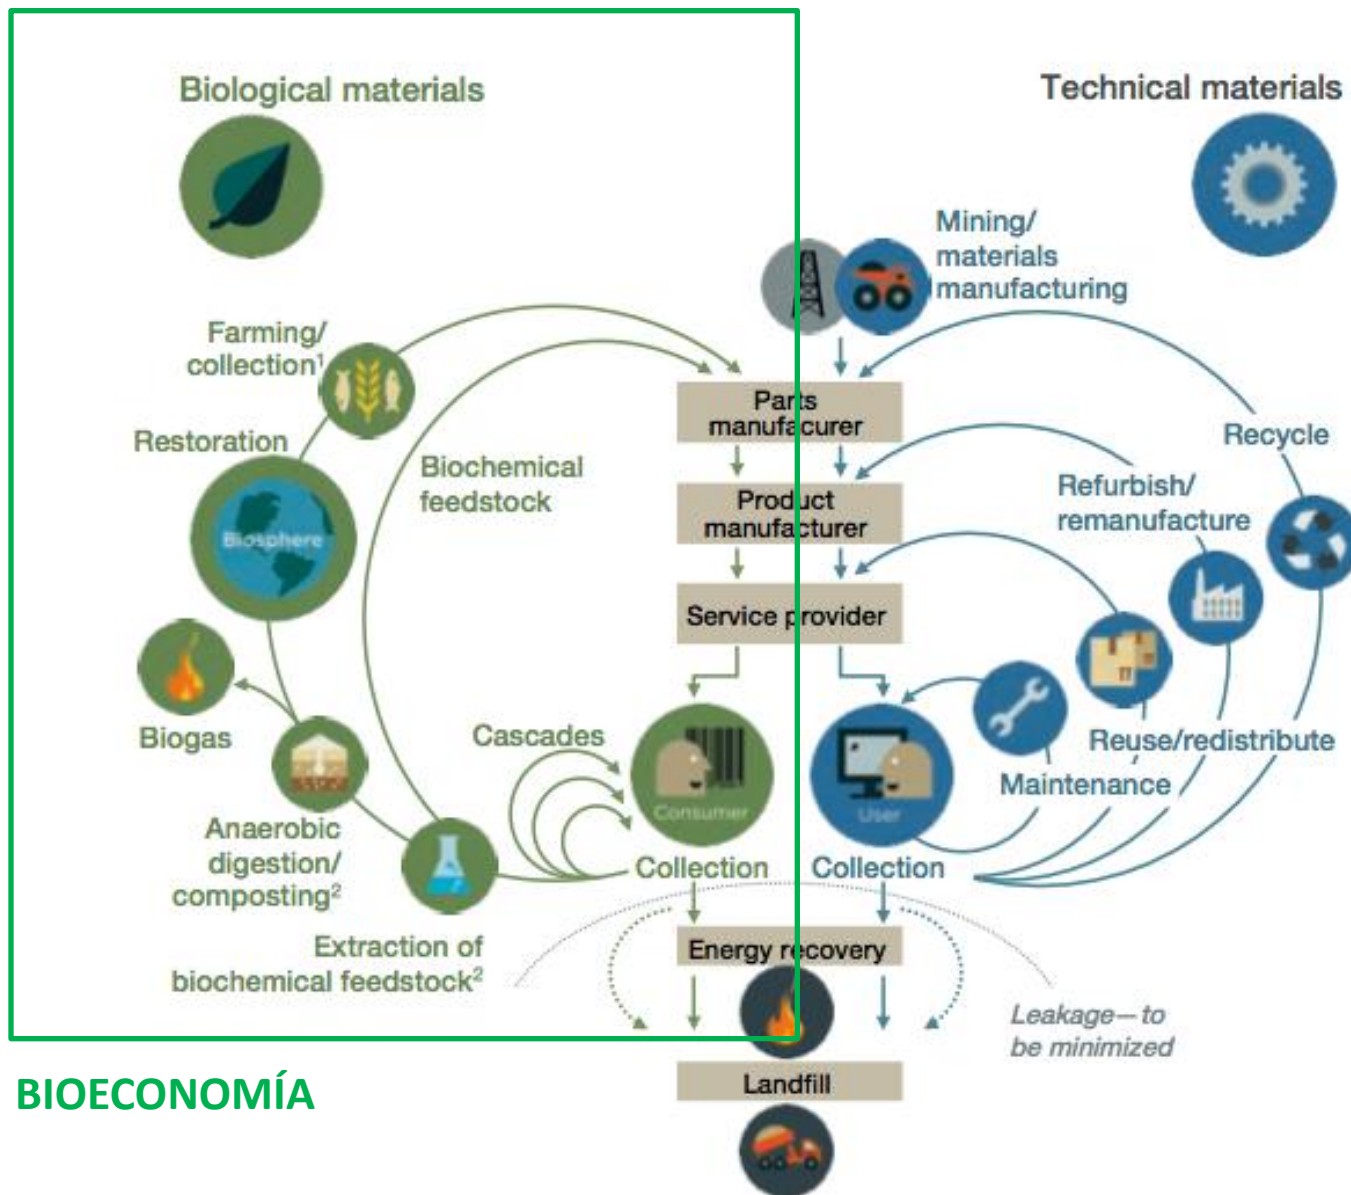 Biological materials
Technical materials
Mining/
materials
manufacturing
Farming/
collection¹
Parts
manufacurer
Restoration
Recycle
Biochemical
feedstock
Product
manufacturer
Refurbish/
remanufacture
Biosphere
Service provider
Biogas
Cascades
Reuse/redistribute
Maintenance
Consumer
User
Anaerobic
digestion/
composting²
Collection
Collection
Extraction of
biochemical feedstock²
Energy recovery
Leakage—to
be minimized
Landfill
BIOECONOMÍA